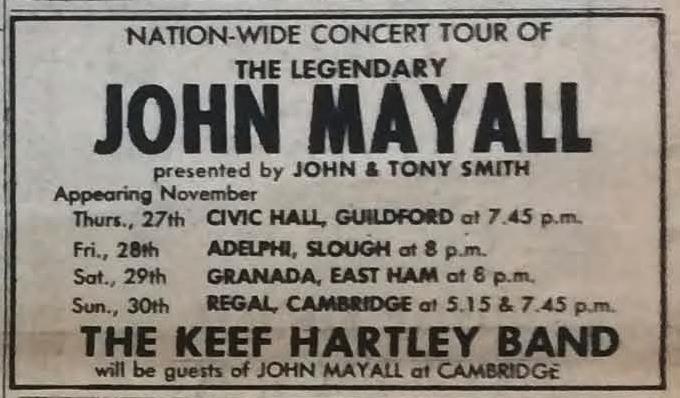 NATION-WIDE CONCERT TOUR OF
THE LEGENDARY
JOHN MAYALL
presented by JOHN & TONY SMITH
Appearing November
Thurs., 27th CIVIC HALL, GUILDFORD at 7.45 p.m.
Fri., 28th ADELPHI, SLOUGH at 8 p.m.
Sat., 29th GRANADA, EAST HAM at 8 p.m.
Sun., 30th REGAL, CAMBRIDGE at 5.15 & 7.45 p.m.
THE KEEF HARTLEY BAND
will be guests of JOHN MAYALL at CAMBRIDGE